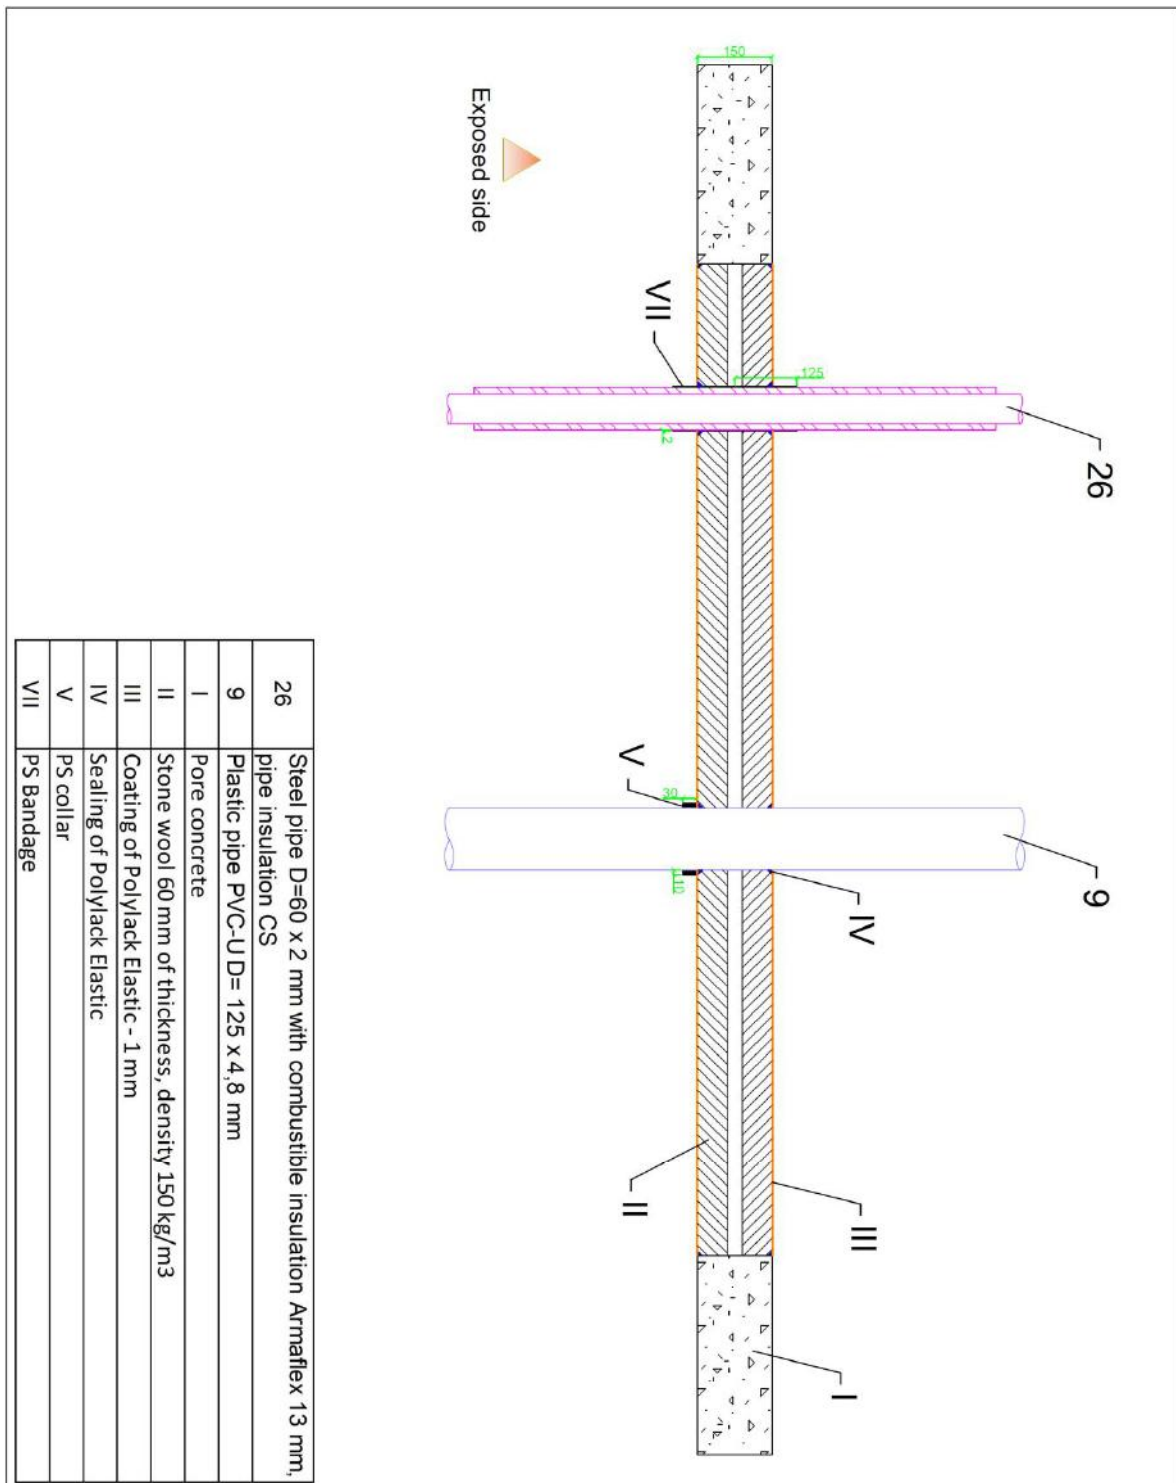 150
Exposed side
VII
125
2
26
V
30
10
9
IV
II
III
I
26 Steel pipe D=60 x 2 mm with combustible insulation Armaflex 13 mm,
pipe insulation CS
9 Plastic pipe PVC-U D= 125 x 4,8 mm
I Pore concrete
II Stone wool 60 mm of thickness, density 150 kg/m3
III Coating of Polylack Elastic - 1 mm
IV Sealing of Polylack Elastic
V PS collar
VII PS Bandage